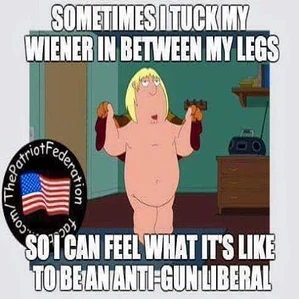 SOMETIMES I TUCK MY
WIENER IN BETWEEN MY LEGS
.com/ThePatriotFederation
SO I CAN FEEL WHAT IT'S LIKE
TO BE AN ANTI-GUN LIBERAL